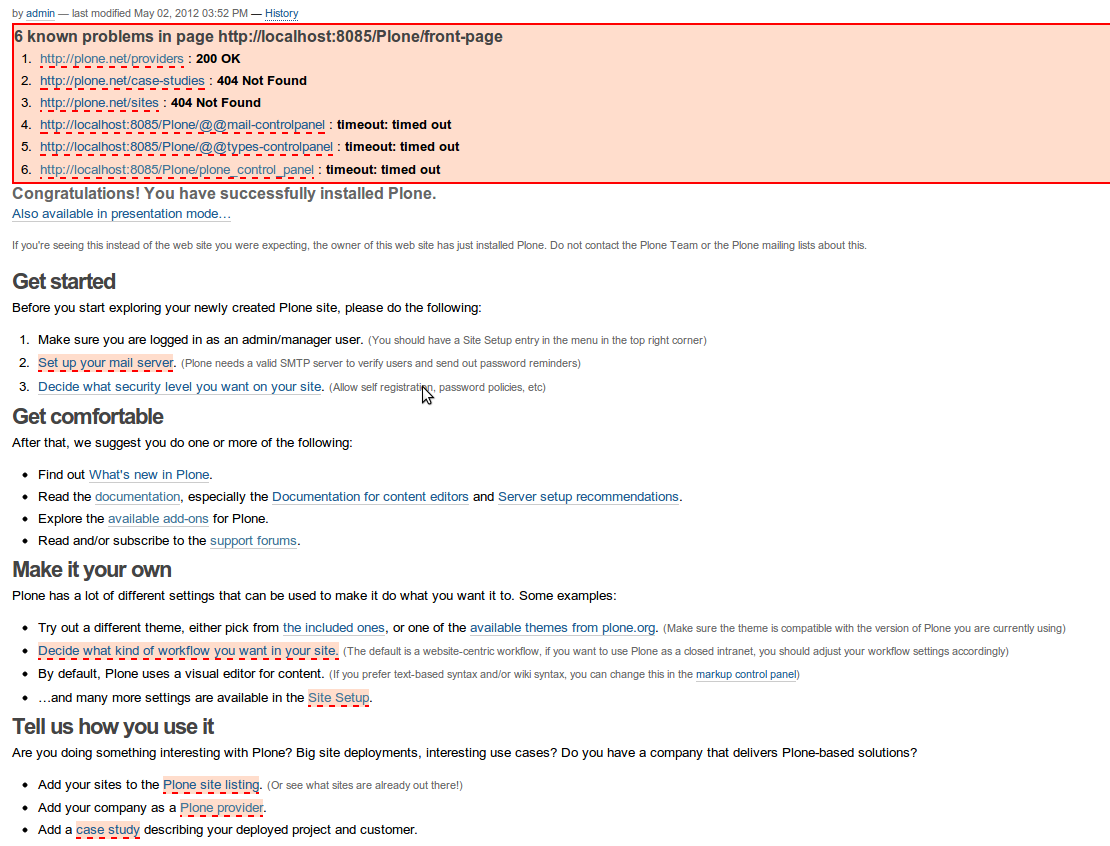 by admin — last modified May 02, 2012 03:52 PM — History
6 known problems in page http://localhost:8085/Plone/front-page
1. http://plone.net/providers : 200 OK
2. http://plone.net/case-studies : 404 Not Found
3. http://plone.net/sites : 404 Not Found
4. http://localhost:8085/Plone/@@mail-controlpanel : timeout: timed out
5. http://localhost:8085/Plone/@@types-controlpanel : timeout: timed out
6. http://localhost:8085/Plone/plone_control_panel : timeout: timed out
Congratulations! You have successfully installed Plone.
Also available in presentation mode…
If you're seeing this instead of the web site you were expecting, the owner of this web site has just installed Plone. Do not contact the Plone Team or the Plone mailing lists about this.
Get started
Before you start exploring your newly created Plone site, please do the following:
1. Make sure you are logged in as an admin/manager user. (You should have a Site Setup entry in the menu in the top right corner)
2. Set up your mail server. (Plone needs a valid SMTP server to verify users and send out password reminders)
3. Decide what security level you want on your site. (Allow self registration, password policies, etc)
Get comfortable
After that, we suggest you do one or more of the following:
• Find out What's new in Plone.
• Read the documentation, especially the Documentation for content editors and Server setup recommendations.
• Explore the available add-ons for Plone.
• Read and/or subscribe to the support forums.
Make it your own
Plone has a lot of different settings that can be used to make it do what you want it to. Some examples:
• Try out a different theme, either pick from the included ones, or one of the available themes from plone.org. (Make sure the theme is compatible with the version of Plone you are currently using)
• Decide what kind of workflow you want in your site. (The default is a website-centric workflow, if you want to use Plone as a closed intranet, you should adjust your workflow settings accordingly)
• By default, Plone uses a visual editor for content. (If you prefer text-based syntax and/or wiki syntax, you can change this in the markup control panel)
• …and many more settings are available in the Site Setup.
Tell us how you use it
Are you doing something interesting with Plone? Big site deployments, interesting use cases? Do you have a company that delivers Plone-based solutions?
• Add your sites to the Plone site listing. (Or see what sites are already out there!)
• Add your company as a Plone provider.
• Add a case study describing your deployed project and customer.